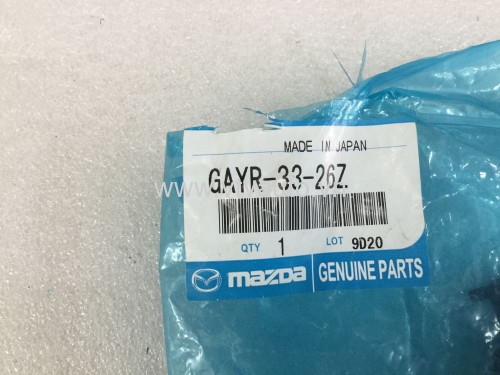 MADE IN JAPAN
GAYR-33-26Z
QTY 1 LOT 9D20
mazda GENUINE PARTS